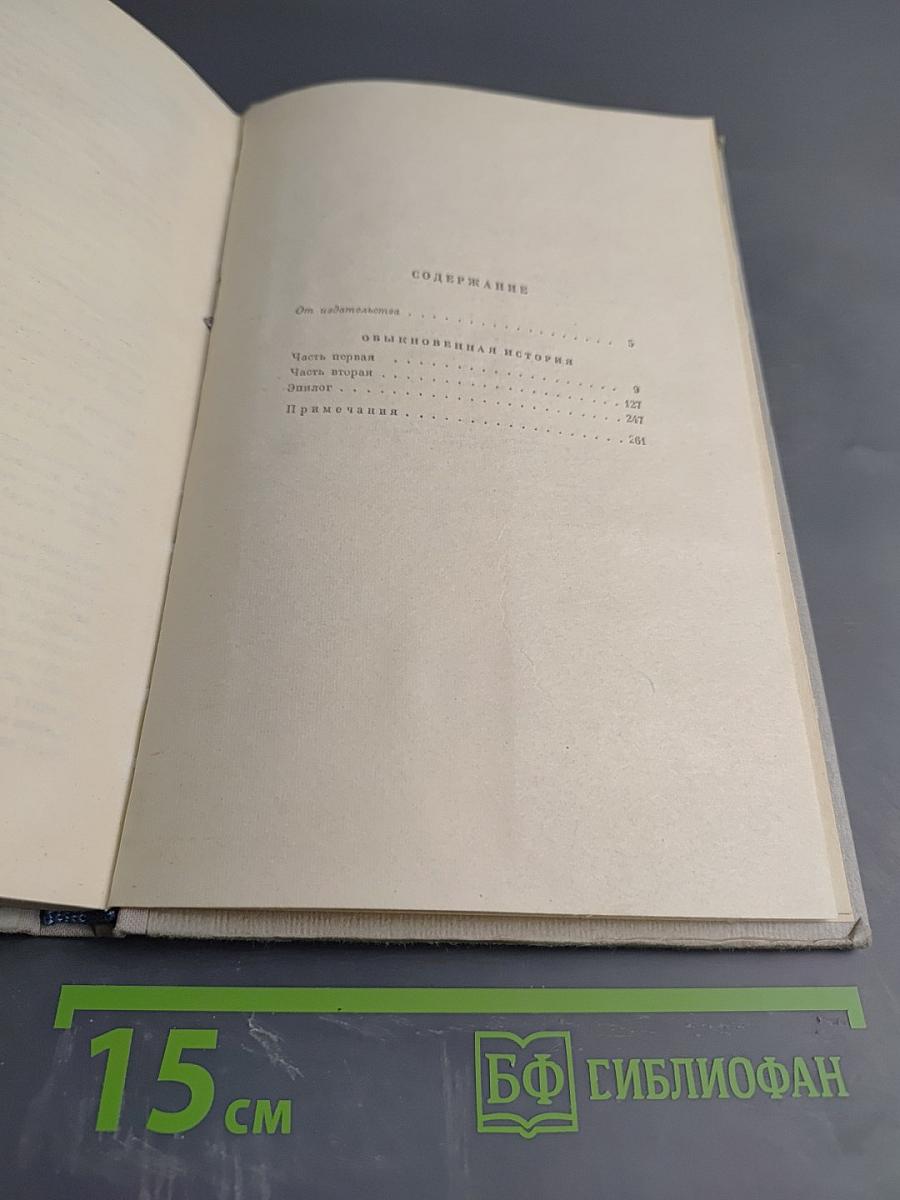 СОДЕРЖАНИЕ
От издательства . . . . . . . . . . . . . . 5
ОБЫКНОВЕННАЯ ИСТОРИЯ
Часть первая . . . . . . . . . . . . . . . 9
Часть вторая . . . . . . . . . . . . . . . 127
Эпилог . . . . . . . . . . . . . . . . . . 247
Примечания . . . . . . . . . . . . . . . 261
15 см
БФ БИБЛИОФАН